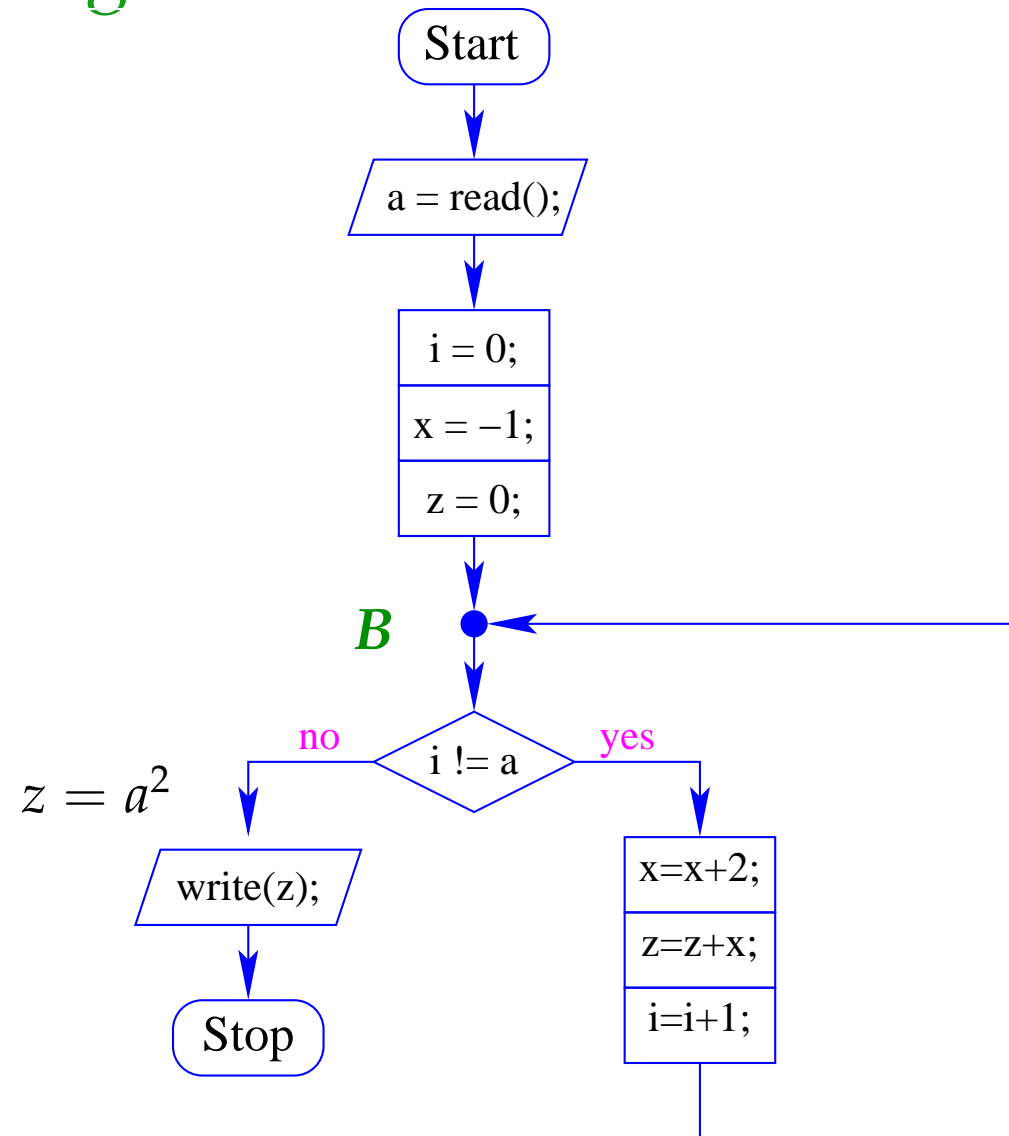 Start
a = read();
i = 0;
x = −1;
z = 0;
B
no
i != a
yes
z = a²
x=x+2;
write(z);
z=z+x;
i=i+1;
Stop